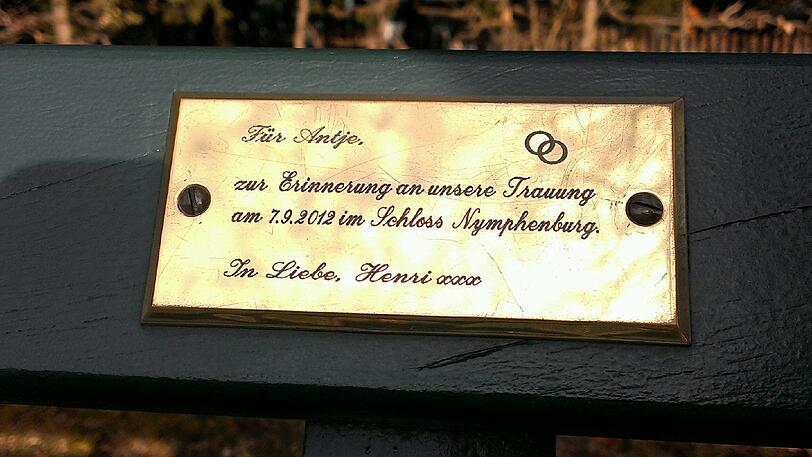 Für Antje,
zur Erinnerung an unsere Trauung
am 7.9.2012 im Schloss Nymphenburg.
In Liebe, Henri xxx